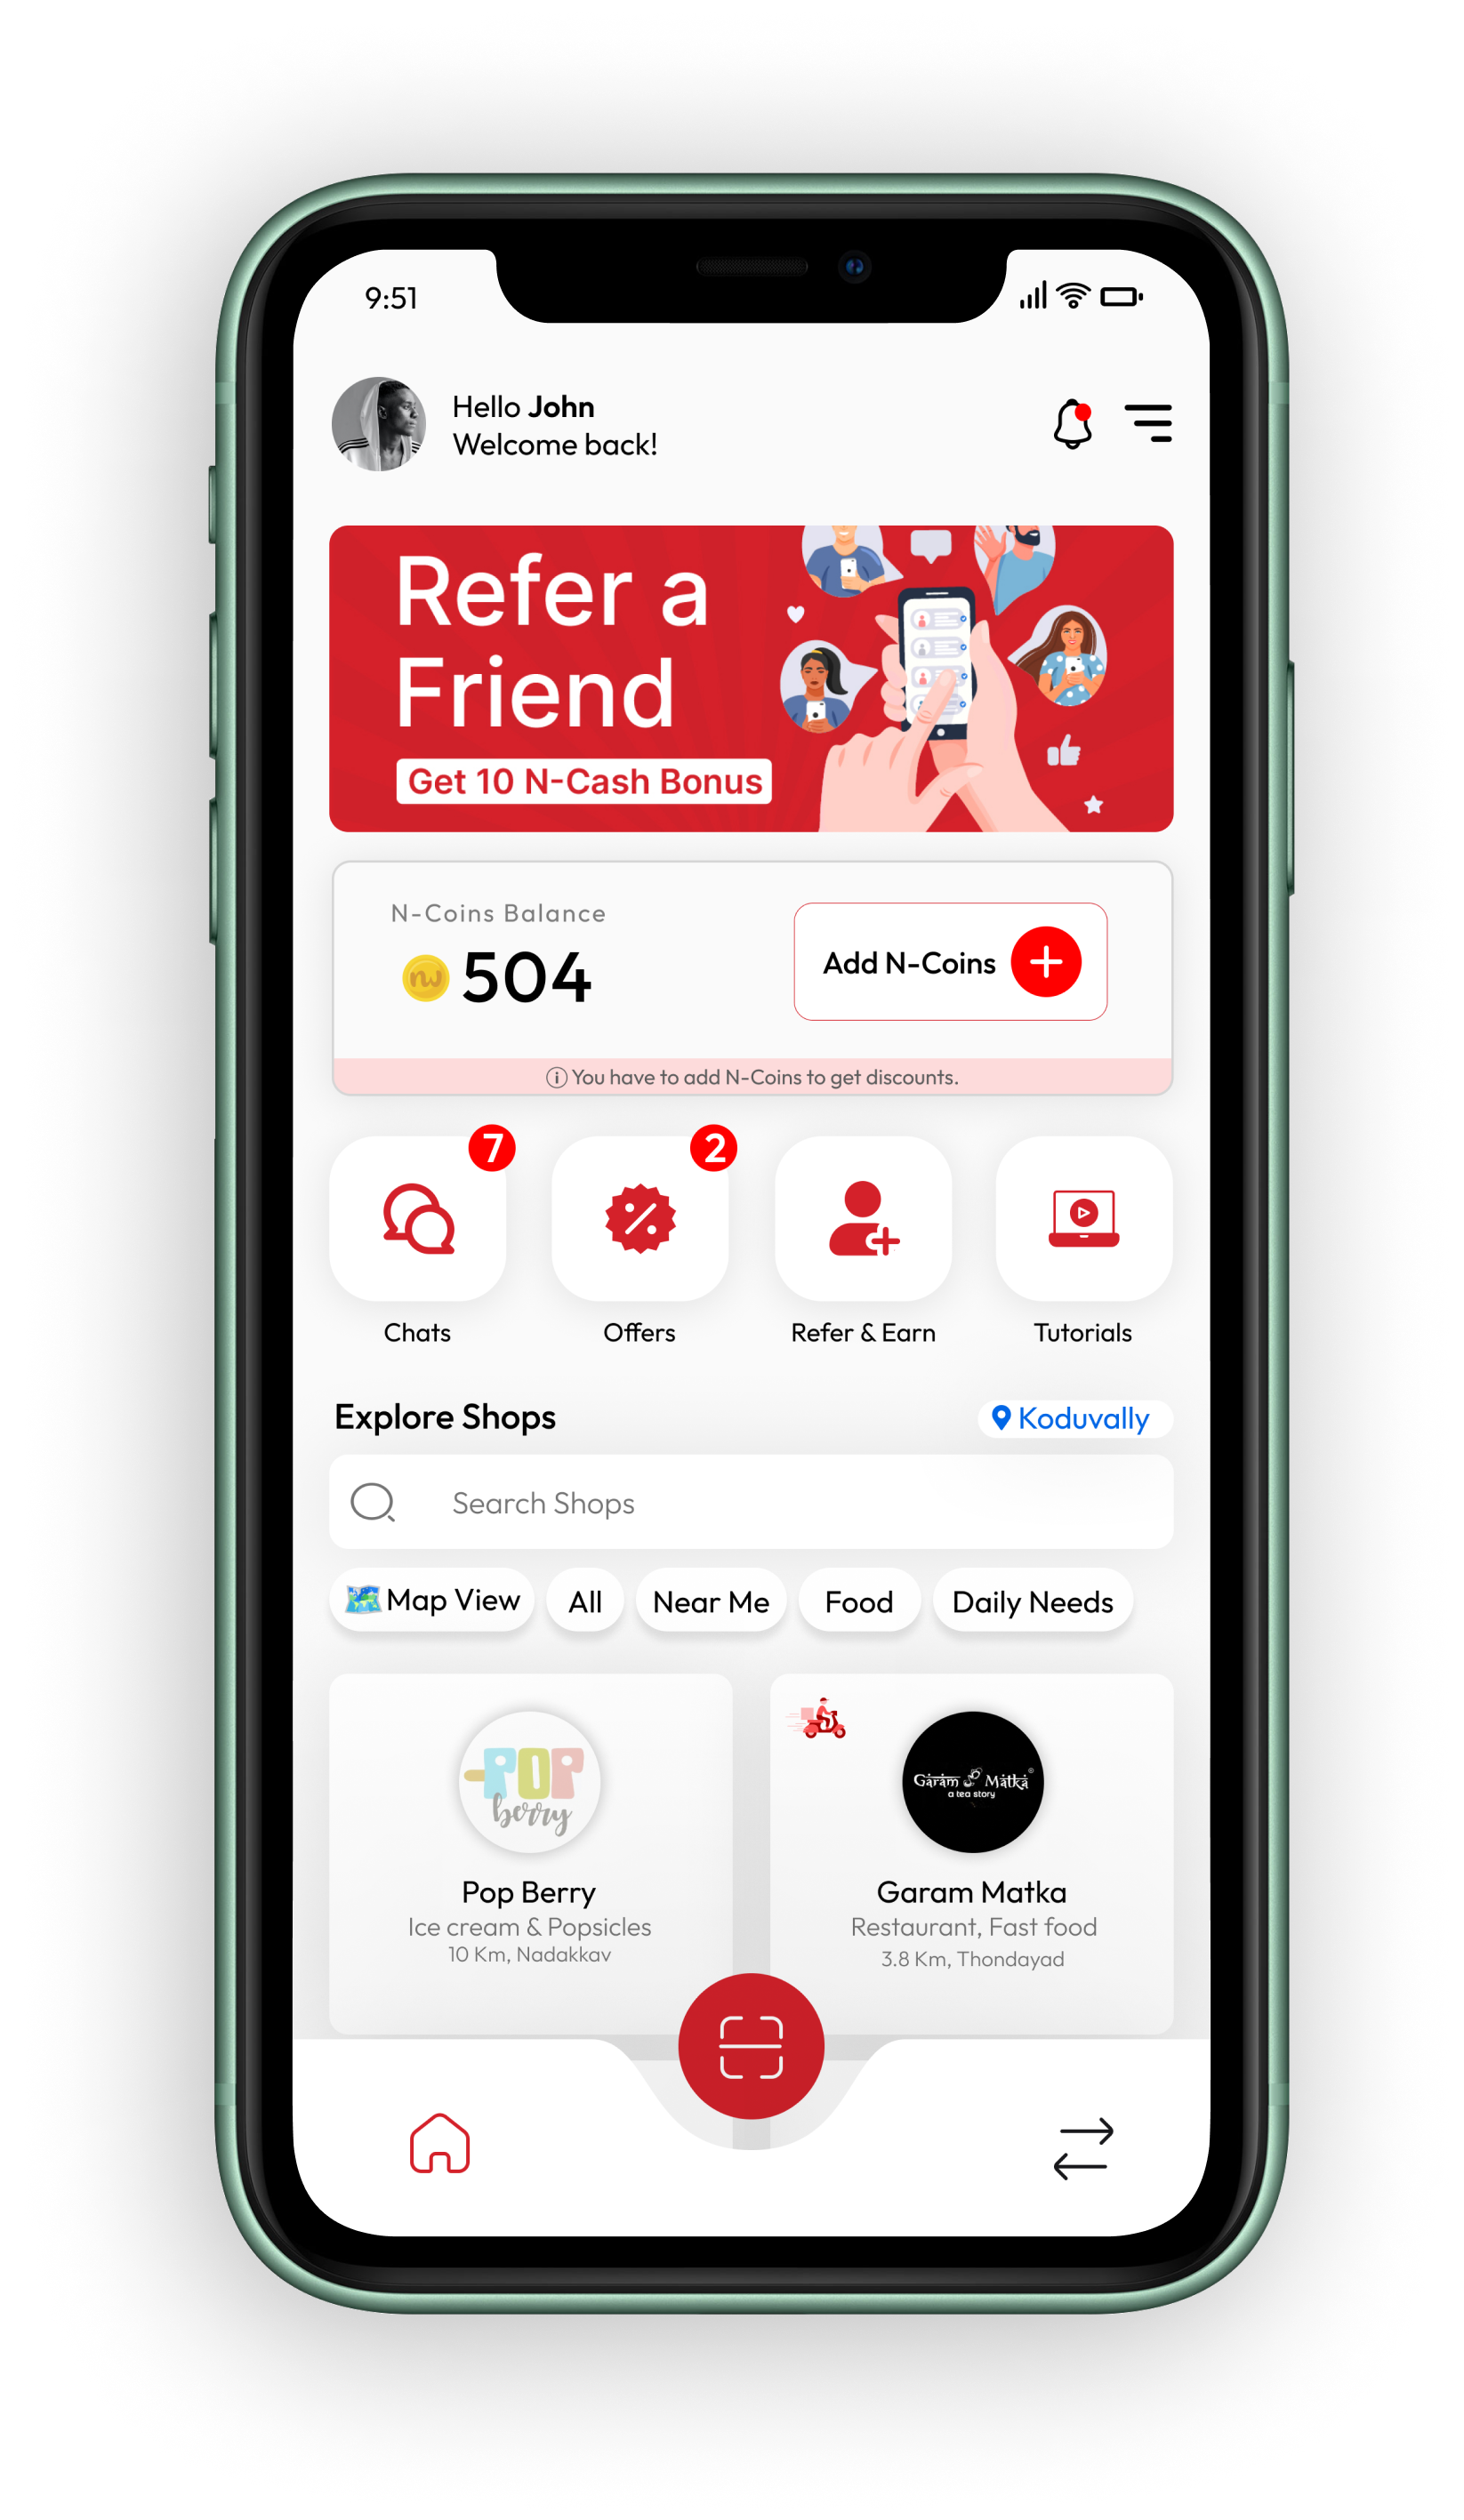 9:51
Hello John
Welcome back!
Refer a
Friend
Get 10 N-Cash Bonus
N-Coins Balance
nw 504
Add N-Coins
You have to add N-Coins to get discounts.
7
2
Chats
Offers
Refer & Earn
Tutorials
Explore Shops
Koduvally
Search Shops
Map View
All
Near Me
Food
Daily Needs
POP
berry
Garam Matka®
a tea story
Pop Berry
Ice cream & Popsicles
10 Km, Nadakkav
Garam Matka
Restaurant, Fast food
3.8 Km, Thondayad